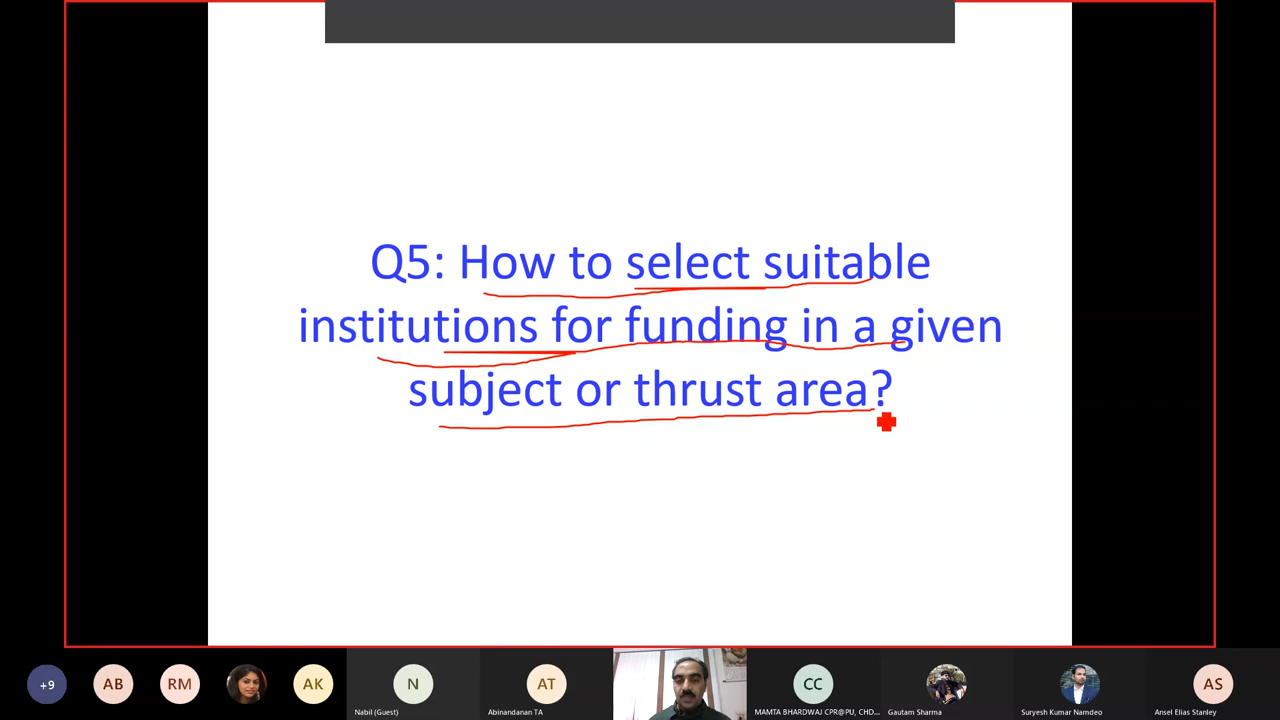 Q5: How to select suitable
institutions for funding in a given
subject or thrust area?
+9
AB
RM
AK
N
AT
CC
AS
Nabil (Guest)
Abinandanan TA
MAMTA BHARDWAJ CPR@PU, CHD...
Gautam Sharma
Suryesh Kumar Namdeo
Ansel Elias Stanley